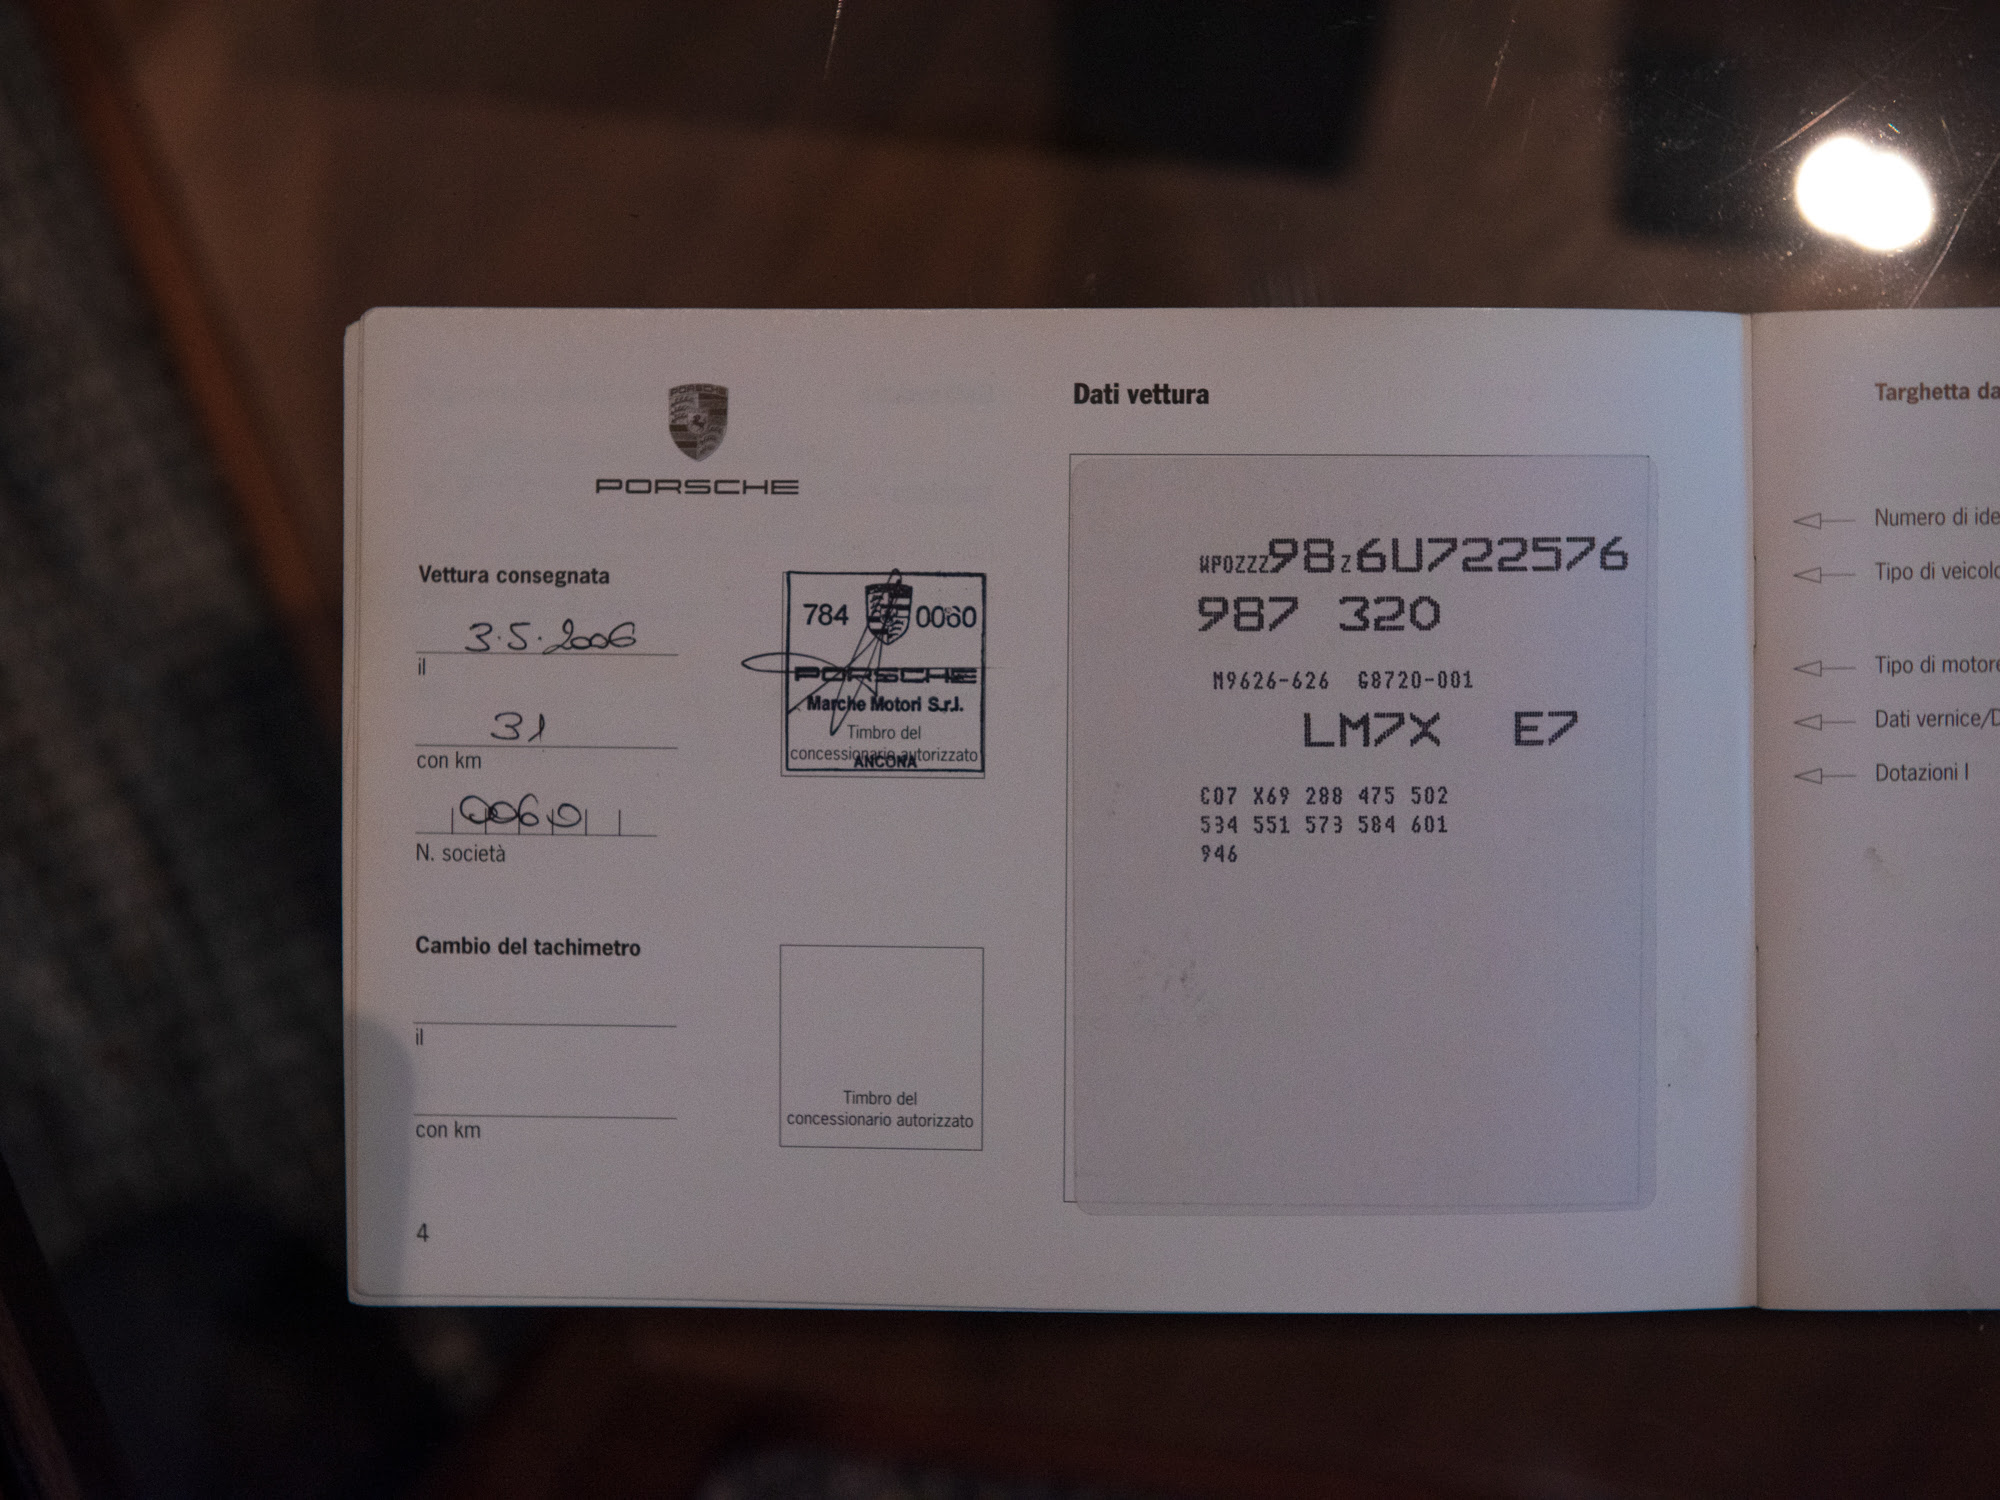 PORSCHE
PORSCHE
Vettura consegnata
3.5.2006
il
31
con km
0060
N. società
784 0060
PORSCHE
Marche Motori S.r.l.
Timbro del
concessionario autorizzato
ANCONA
Cambio del tachimetro
il
con km
Timbro del
concessionario autorizzato
4
Dati vettura
WP0ZZZ98Z6U722576
987 320
M9626-626 G8720-001
LM7X E7
C07 X69 288 475 502
534 551 573 584 601
946
Targhetta da
Numero di ide
Tipo di veicolo
Tipo di motore
Dati vernice/D
Dotazioni I